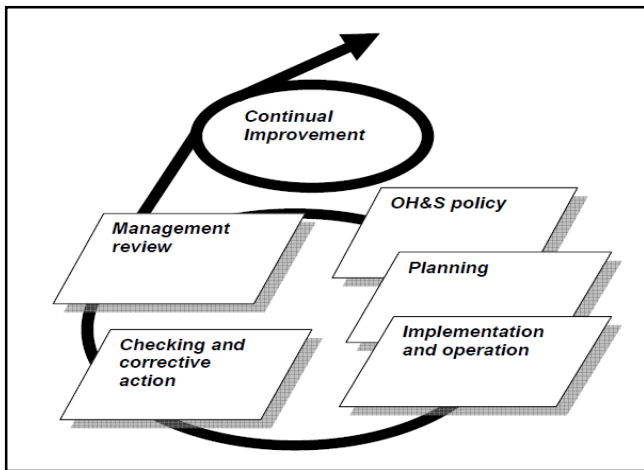 Continual
Improvement
OH&S policy
Management
review
Planning
Implementation
and operation
Checking and
corrective
action